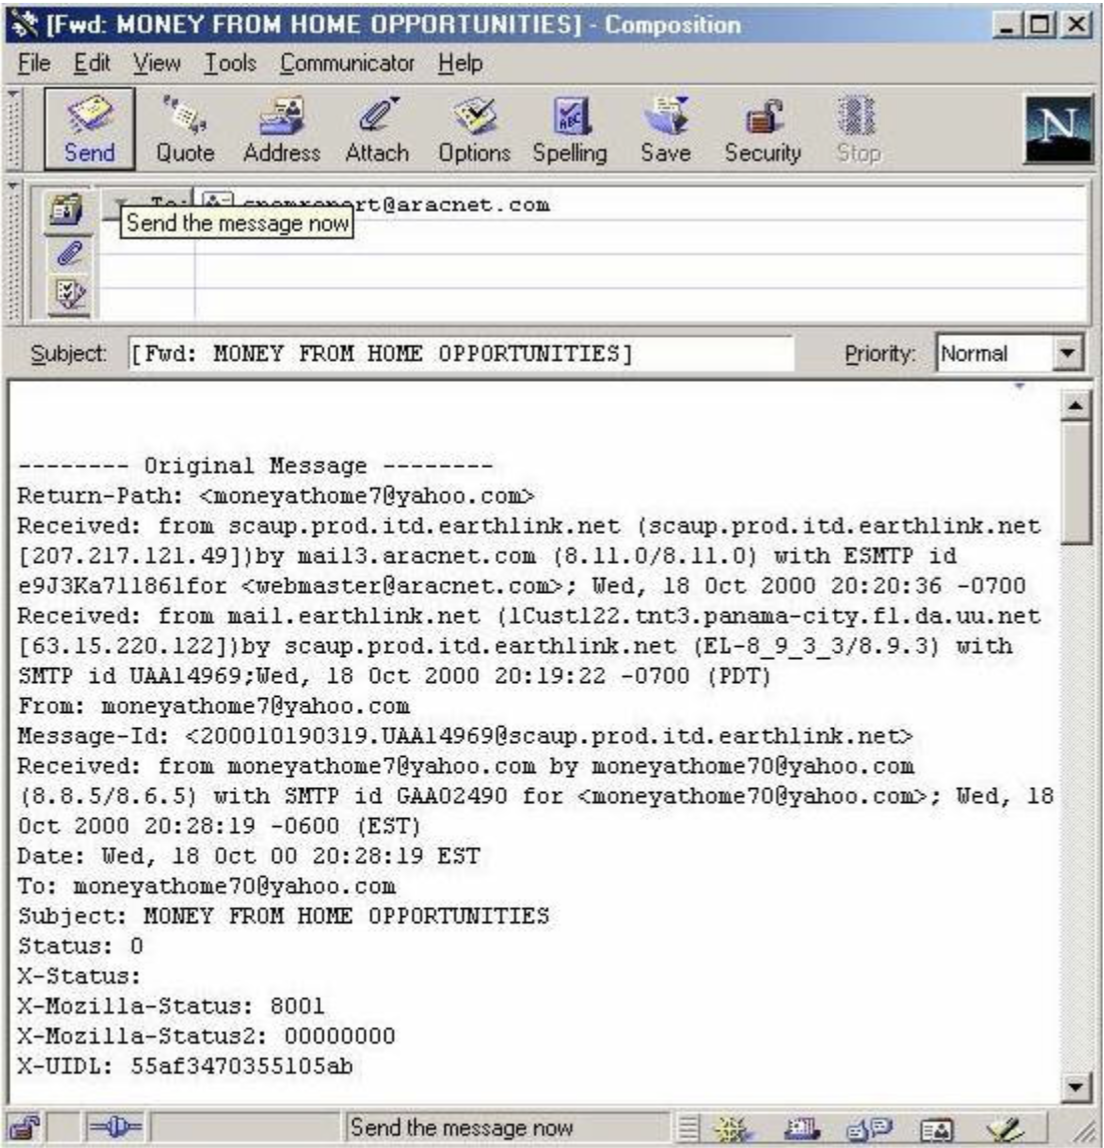 [Fwd: MONEY FROM HOME OPPORTUNITIES] - Composition
File Edit View Tools Communicator Help
Send Quote Address Attach Options Spelling Save Security Stop
N
To: spamreport@aracnet.com
Send the message now
Subject: [Fwd: MONEY FROM HOME OPPORTUNITIES] Priority: Normal
-------- Original Message --------
Return-Path: <moneyathome7@yahoo.com>
Received: from scaup.prod.itd.earthlink.net (scaup.prod.itd.earthlink.net
[207.217.121.49])by mail3.aracnet.com (8.11.0/8.11.0) with ESMTP id
e9J3Ka711861for <webmaster@aracnet.com>; Wed, 18 Oct 2000 20:20:36 -0700
Received: from mail.earthlink.net (1Cust122.tnt3.panama-city.fl.da.uu.net
[63.15.220.122])by scaup.prod.itd.earthlink.net (EL-8_9_3_3/8.9.3) with
SMTP id UAA14969;Wed, 18 Oct 2000 20:19:22 -0700 (PDT)
From: moneyathome7@yahoo.com
Message-Id: <200010190319.UAA14969@scaup.prod.itd.earthlink.net>
Received: from moneyathome7@yahoo.com by moneyathome70@yahoo.com
(8.8.5/8.6.5) with SMTP id GAA02490 for <moneyathome70@yahoo.com>; Wed, 18
Oct 2000 20:28:19 -0600 (EST)
Date: Wed, 18 Oct 00 20:28:19 EST
To: moneyathome70@yahoo.com
Subject: MONEY FROM HOME OPPORTUNITIES
Status: O
X-Status:
X-Mozilla-Status: 8001
X-Mozilla-Status2: 00000000
X-UIDL: 55af3470355105ab
Send the message now